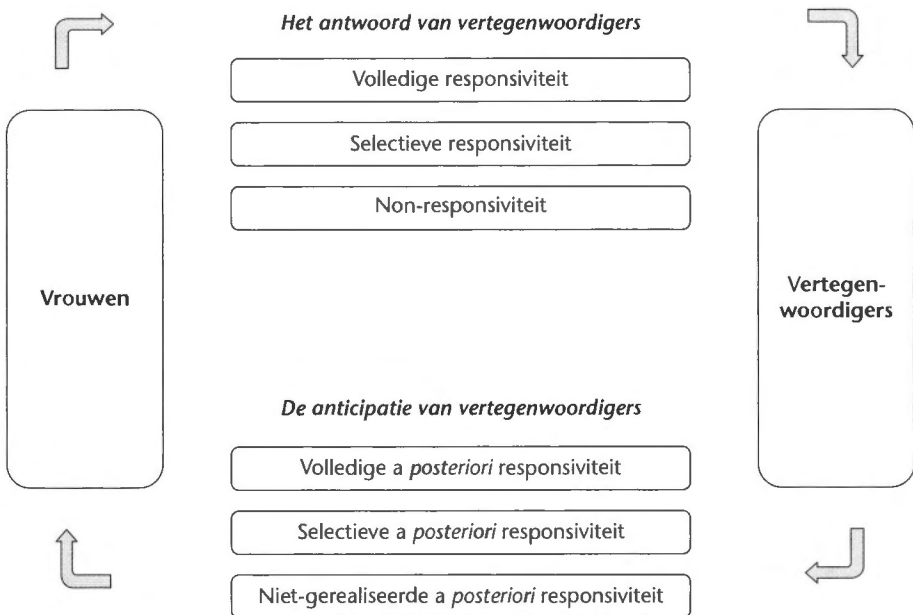 Het antwoord van vertegenwoordigers
Volledige responsiviteit
Selectieve responsiviteit
Non-responsiviteit
Vrouwen
Vertegen-
woordigers
De anticipatie van vertegenwoordigers
Volledige a posteriori responsiviteit
Selectieve a posteriori responsiviteit
Niet-gerealiseerde a posteriori responsiviteit